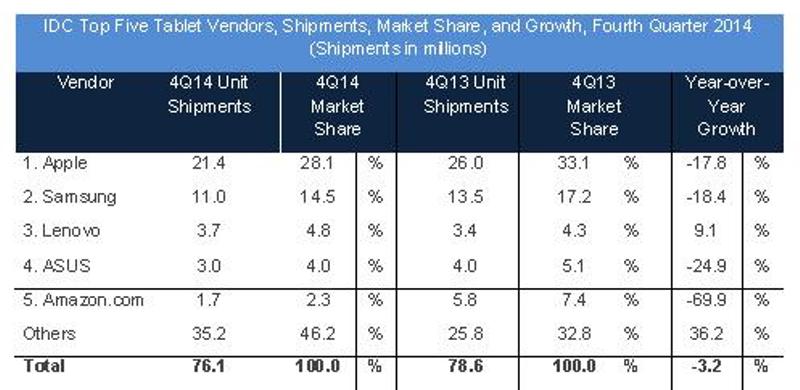 IDC Top Five Tablet Vendors, Shipments, Market Share, and Growth, Fourth Quarter 2014
(Shipments in millions)
Vendor 4Q14 Unit Shipments 4Q14 Market Share 4Q13 Unit Shipments 4Q13 Market Share Year-over-Year Growth
1. Apple 21.4 28.1 % 26.0 33.1 % -17.8 %
2. Samsung 11.0 14.5 % 13.5 17.2 % -18.4 %
3. Lenovo 3.7 4.8 % 3.4 4.3 % 9.1 %
4. ASUS 3.0 4.0 % 4.0 5.1 % -24.9 %
5. Amazon.com 1.7 2.3 % 5.8 7.4 % -69.9 %
Others 35.2 46.2 % 25.8 32.8 % 36.2 %
Total 76.1 100.0 % 78.6 100.0 % -3.2 %